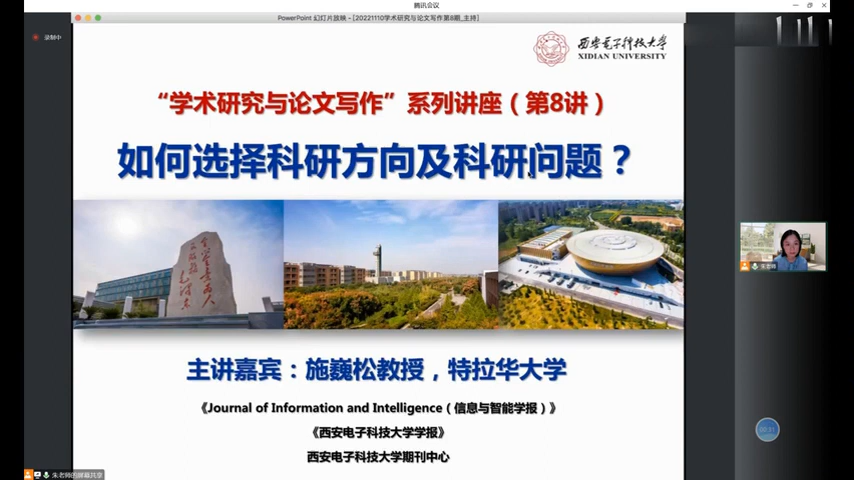 腾讯会议
PowerPoint 幻灯片放映 - [20221110学术研究与论文写作第8期_主持]
录制中
西安电子科技大学
XIDIAN UNIVERSITY
“学术研究与论文写作”系列讲座（第8讲）
如何选择科研方向及科研问题？
主讲嘉宾：施巍松教授，特拉华大学
《Journal of Information and Intelligence（信息与智能学报）》
《西安电子科技大学学报》
西安电子科技大学期刊中心
朱老师
朱老师的屏幕共享